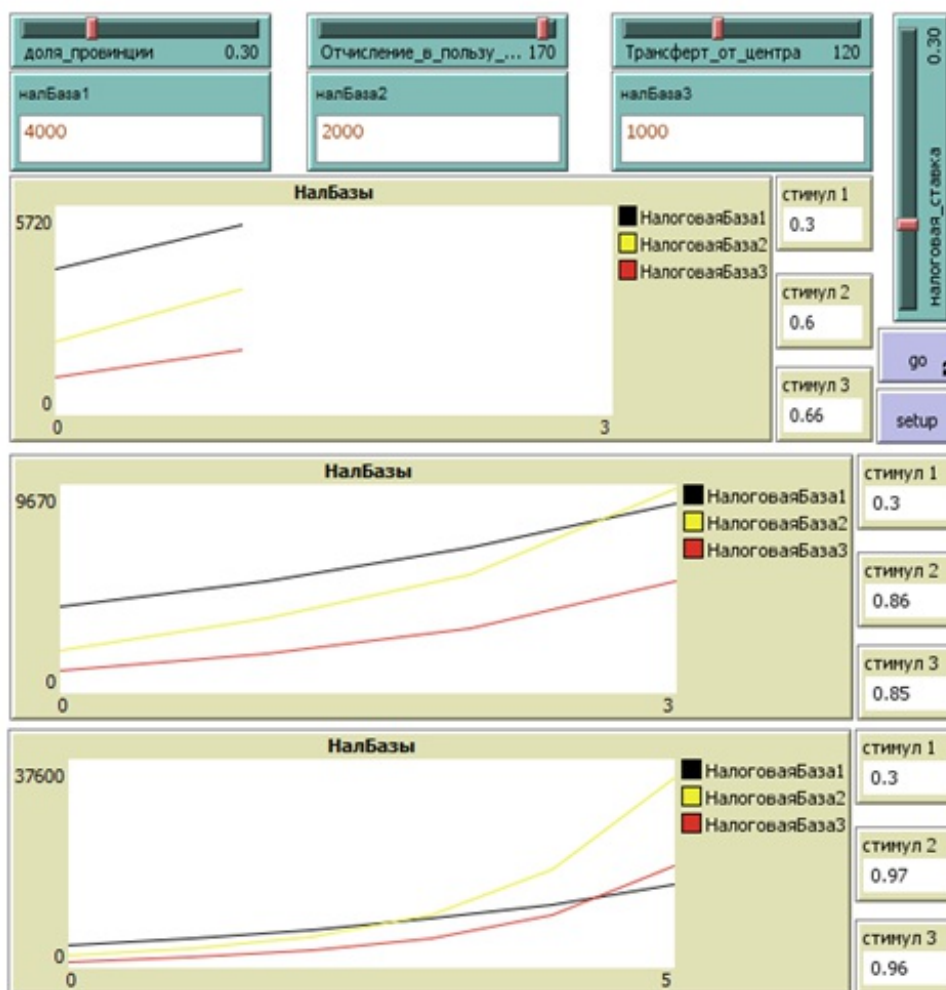 доля_провинции 0.30
Отчисление_в_пользу_... 170
Трансферт_от_центра 120
налоговая_ставка 0.30
налБаза1
4000
налБаза2
2000
налБаза3
1000
НалБазы
5720
0
0
3
НалоговаяБаза1
НалоговаяБаза2
НалоговаяБаза3
стимул 1
0.3
стимул 2
0.6
стимул 3
0.66
go
setup
НалБазы
9670
0
0
3
НалоговаяБаза1
НалоговаяБаза2
НалоговаяБаза3
стимул 1
0.3
стимул 2
0.86
стимул 3
0.85
НалБазы
37600
0
0
5
НалоговаяБаза1
НалоговаяБаза2
НалоговаяБаза3
стимул 1
0.3
стимул 2
0.97
стимул 3
0.96